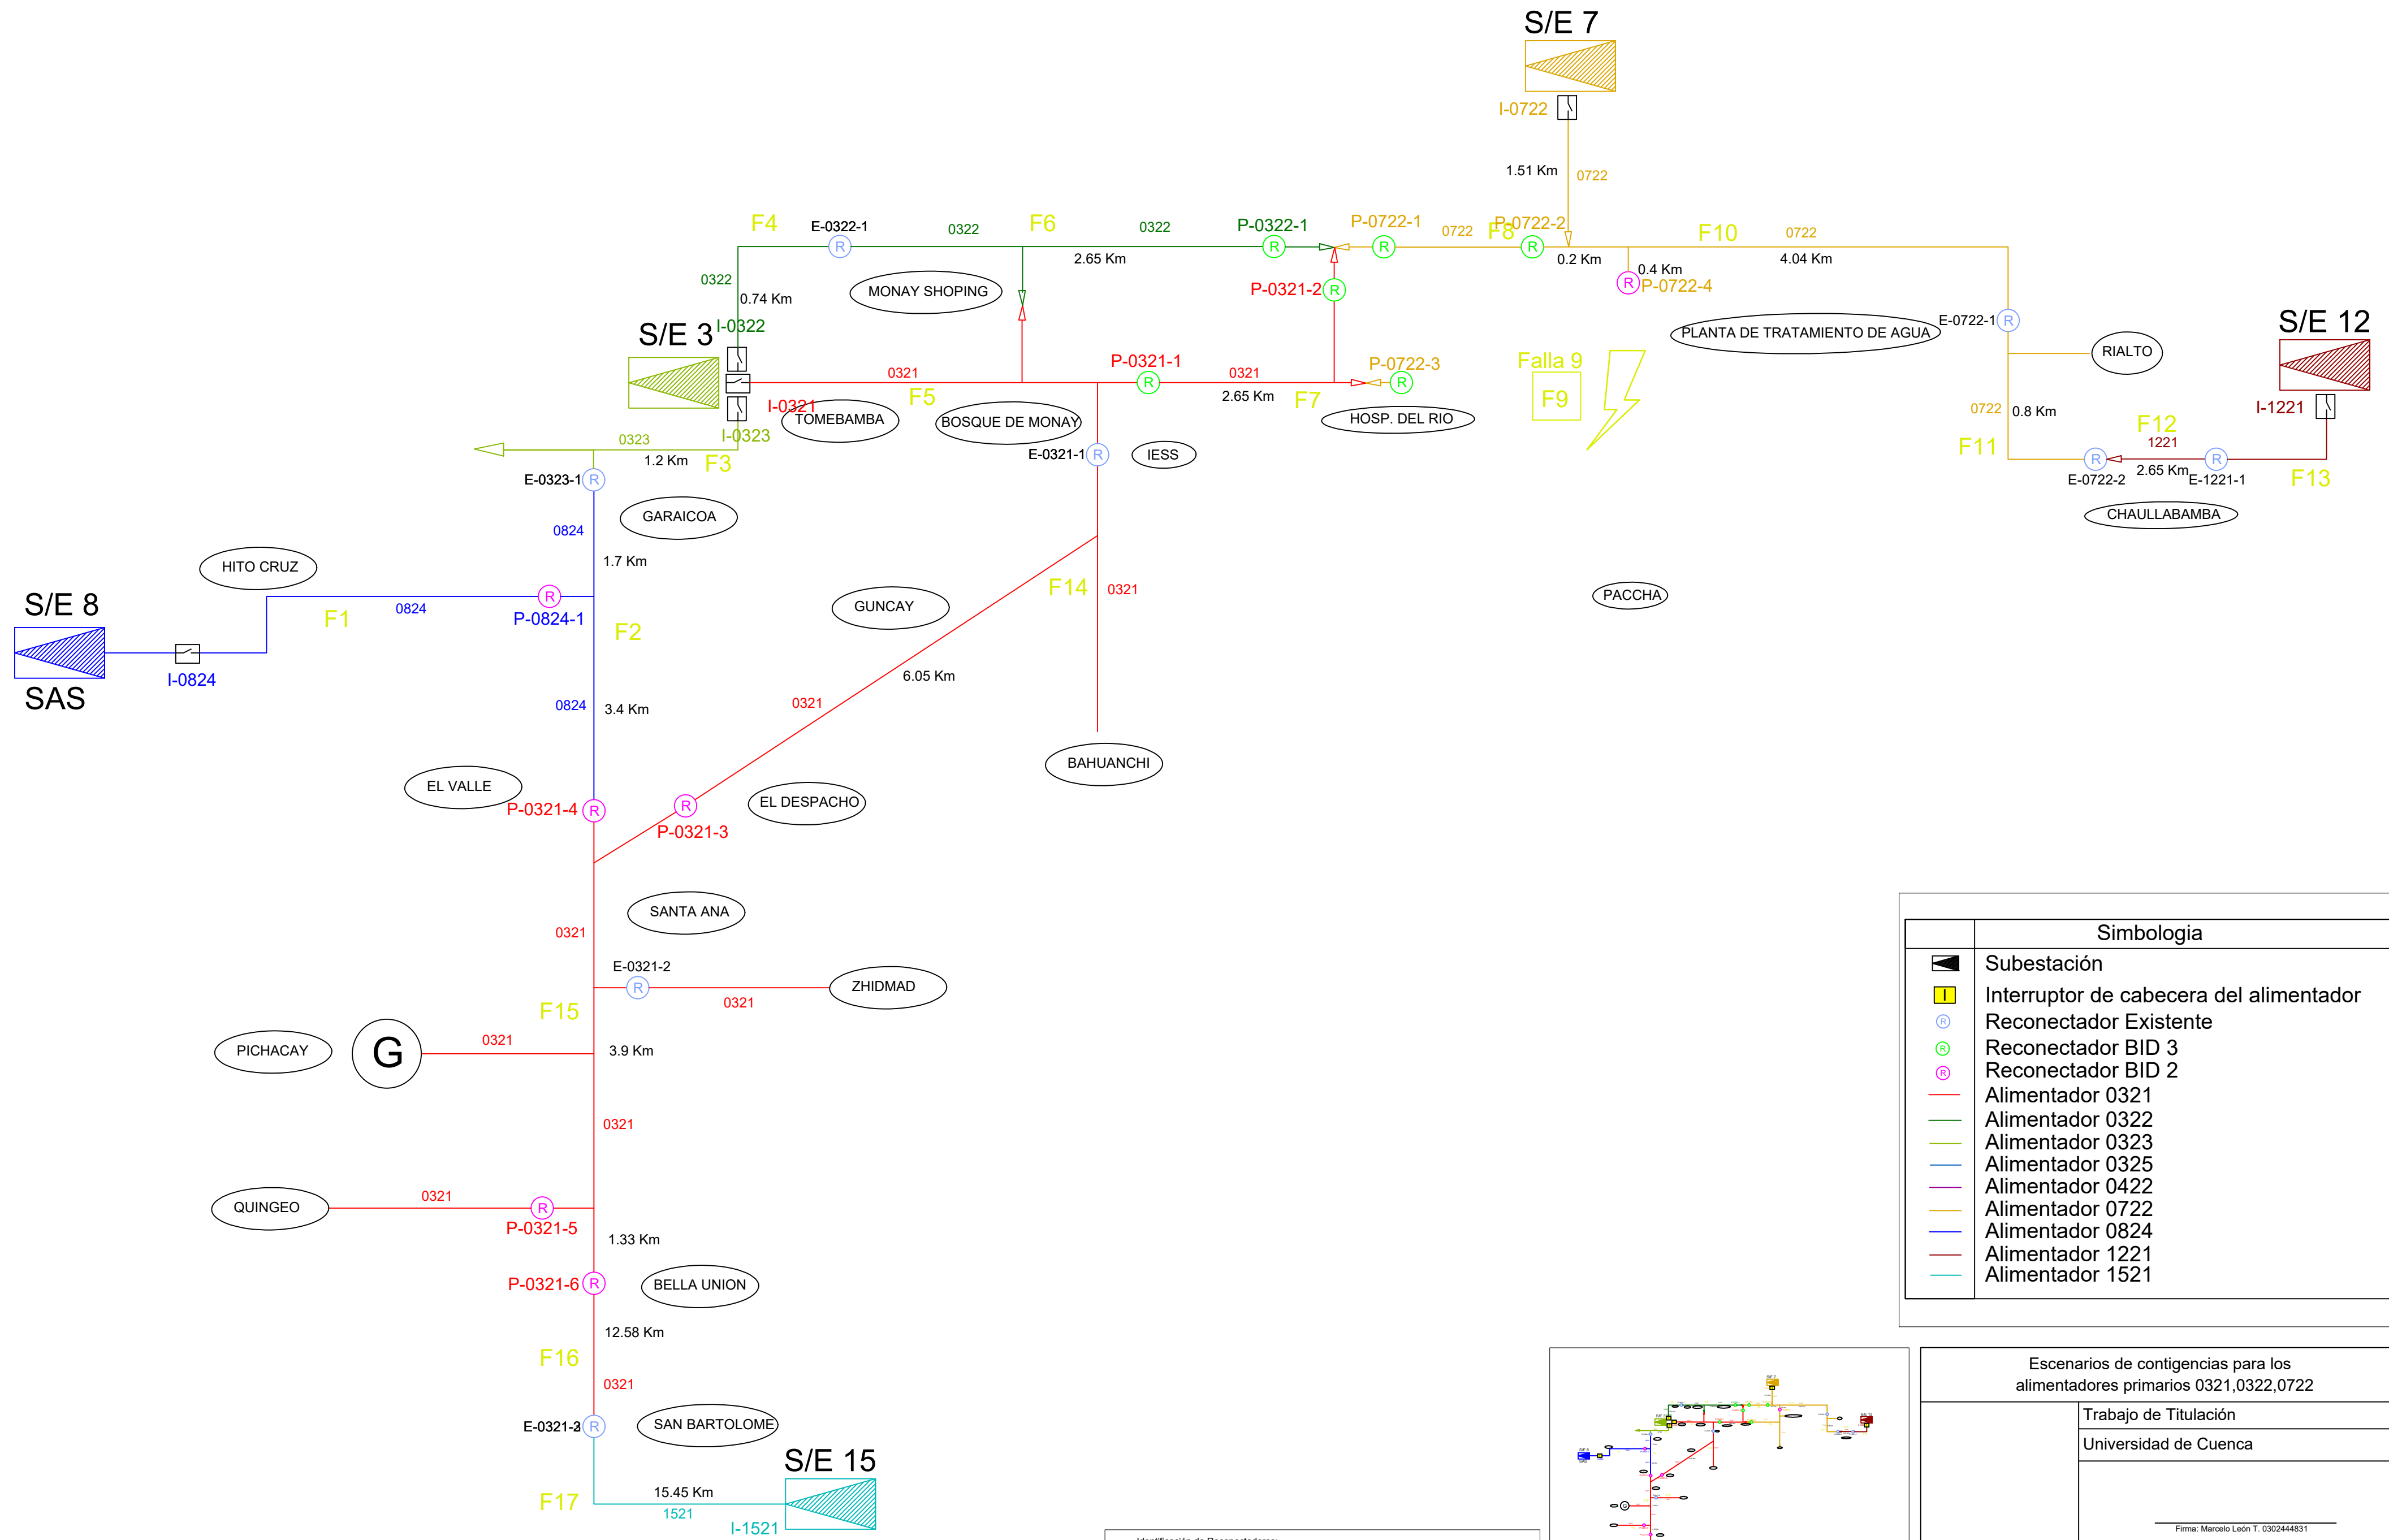 S/E 7
I-0722
1.51 Km
0722
F4
E-0322-1
R
0322
F6
0322
P-0322-1
R
P-0722-1
R
0722
F8
P-0722-2
R
F10
0722
0322
0.74 Km
2.65 Km
0.2 Km
0.4 Km
4.04 Km
R
P-0722-4
MONAY SHOPING
P-0321-2
R
S/E 3
I-0322
PLANTA DE TRATAMIENTO DE AGUA
E-0722-1
R
S/E 12
RIALTO
0321
P-0321-1
R
0321
P-0722-3
R
Falla 9
F9
I-0321
F5
2.65 Km
F7
0722
0.8 Km
I-1221
TOMEBAMBA
BOSQUE DE MONAY
HOSP. DEL RIO
I-0323
0323
1.2 Km
F3
E-0321-1
R
IESS
F11
F12
1221
R
2.65 Km
R
E-0722-2
E-1221-1
F13
E-0323-1
R
CHAULLABAMBA
GARAICOA
0824
1.7 Km
HITO CRUZ
S/E 8
F1
0824
R
P-0824-1
F2
GUNCAY
F14
0321
PACCHA
SAS
I-0824
0824
3.4 Km
0321
6.05 Km
BAHUANCHI
EL VALLE
P-0321-4
R
R
P-0321-3
EL DESPACHO
SANTA ANA
0321
E-0321-2
R
0321
ZHIDMAD
F15
PICHACAY
G
0321
3.9 Km
0321
QUINGEO
0321
R
P-0321-5
1.33 Km
P-0321-6
R
BELLA UNION
12.58 Km
F16
0321
R
SAN BARTOLOME
S/E 15
F17
15.45 Km
1521
I-1521
Simbologia
Subestación
I
Interruptor de cabecera del alimentador
R
Reconectador Existente
R
Reconectador BID 3
R
Reconectador BID 2
Alimentador 0321
Alimentador 0322
Alimentador 0323
Alimentador 0325
Alimentador 0422
Alimentador 0722
Alimentador 0824
Alimentador 1221
Alimentador 1521
Escenarios de contigencias para los
alimentadores primarios 0321,0322,0722
Trabajo de Titulación
Universidad de Cuenca
Firma: Marcelo León T. 0302444831